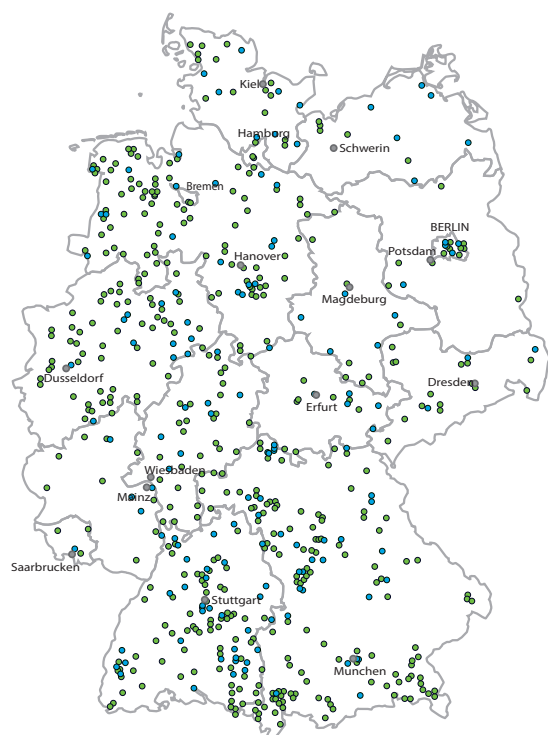 Kiel
Hamburg
Schwerin
Bremen
BERLIN
Potsdam
Hanover
Magdeburg
Dusseldorf
Dresden
Erfurt
Wiesbaden
Mainz
Saarbrucken
Stuttgart
Munchen